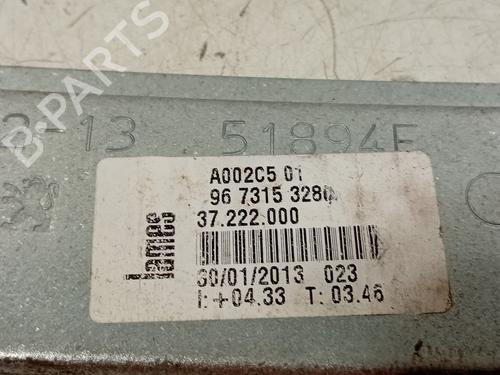 3-13 51894E
A002C5 01
96 7315 3280
37.222.000
30/01/2013 023
I:+04.33 T: 03.46
B-PARTS